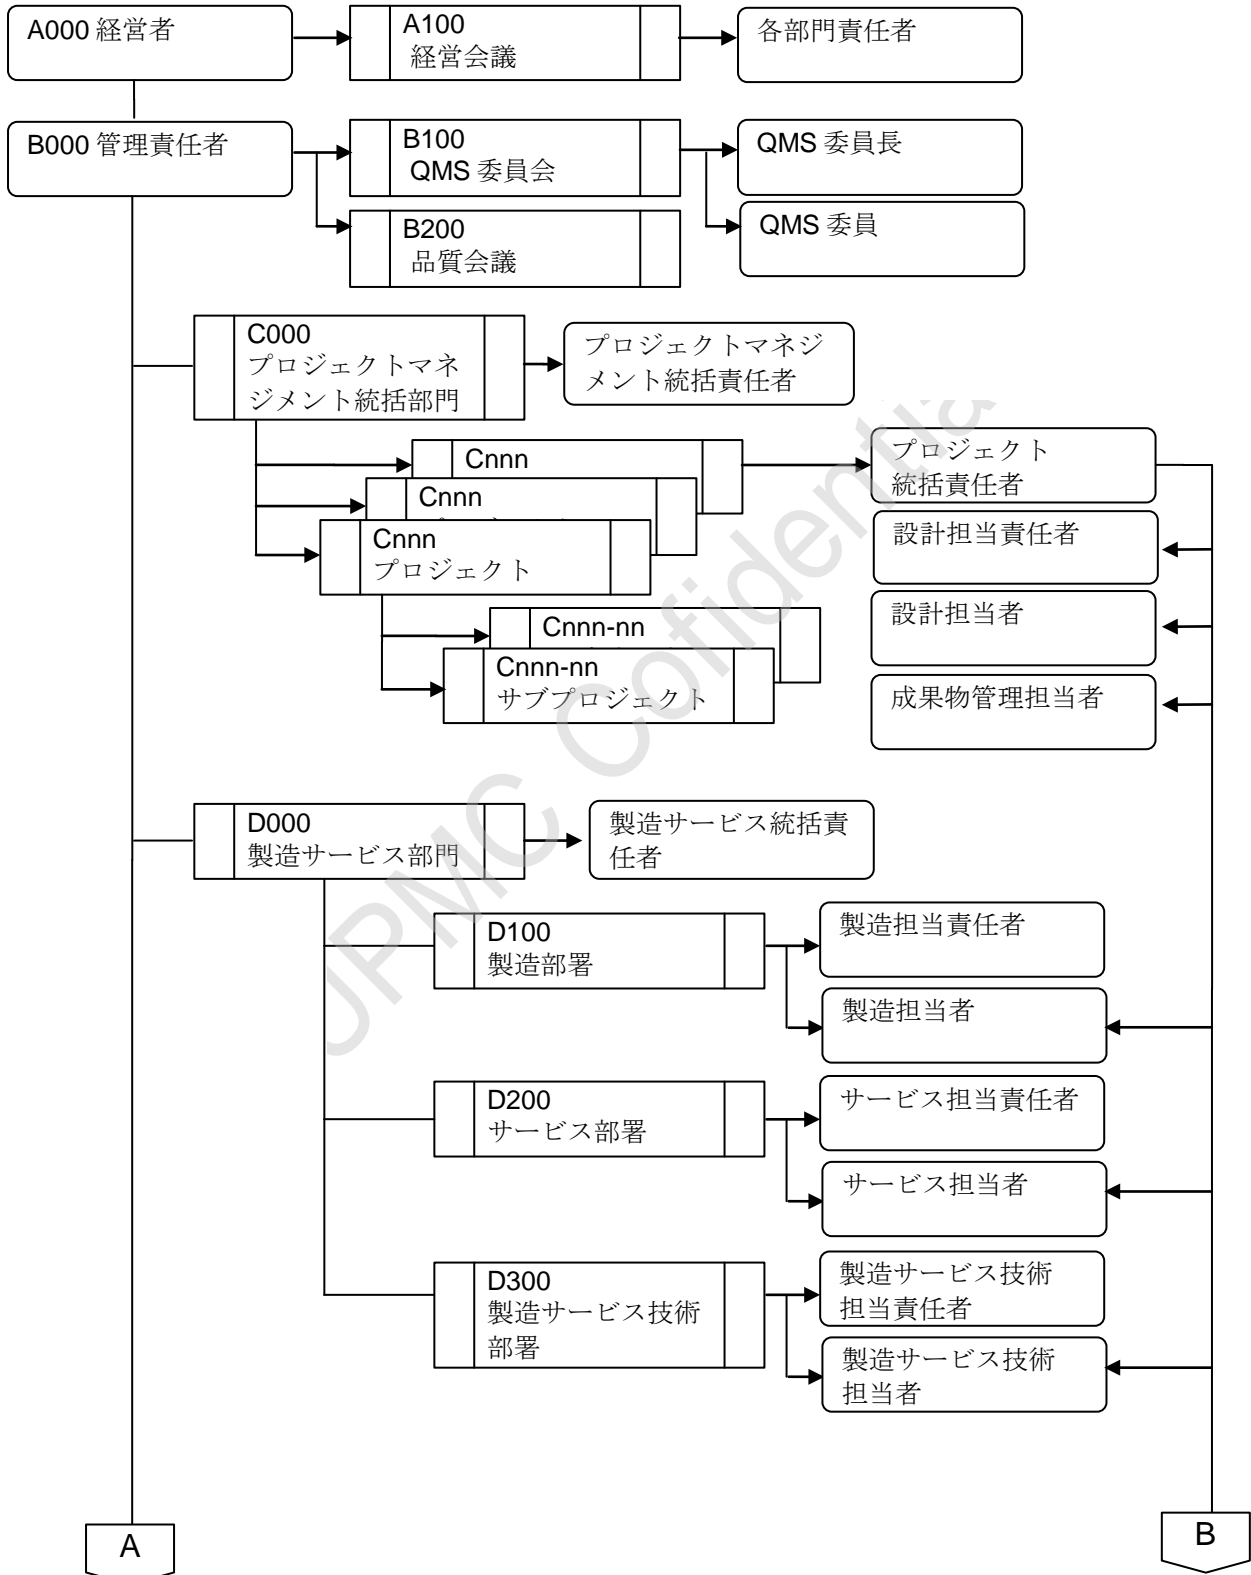 A000 経営者
A100
経営会議
各部門責任者
B000 管理責任者
B100
QMS 委員会
QMS 委員長
B200
品質会議
QMS 委員
C000
プロジェクトマネ
ジメント統括部門
プロジェクトマネジ
メント統括責任者
Cnnn
プロジェクト
統括責任者
Cnnn
Cnnn
プロジェクト
設計担当責任者
設計担当者
Cnnn-nn
Cnnn-nn
サブプロジェクト
成果物管理担当者
D000
製造サービス部門
製造サービス統括責
任者
D100
製造部署
製造担当責任者
製造担当者
D200
サービス部署
サービス担当責任者
サービス担当者
D300
製造サービス技術
部署
製造サービス技術
担当責任者
製造サービス技術
担当者
A
B
JPMC Cofidential